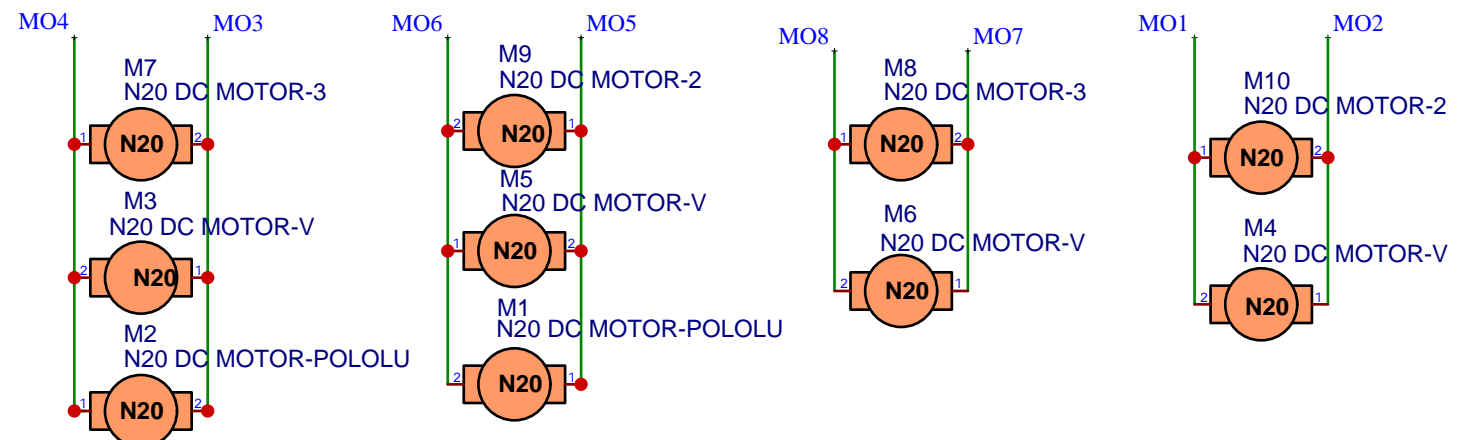 MO4 MO3 MO6 MO5 MO8 MO7 MO1 MO2
M7
N20 DC MOTOR-3
1 N20 2
M3
N20 DC MOTOR-V
2 N20 1
M2
N20 DC MOTOR-POLOLU
1 N20 2
M9
N20 DC MOTOR-2
2 N20 1
M5
N20 DC MOTOR-V
1 N20 2
M1
N20 DC MOTOR-POLOLU
2 N20 1
M8
N20 DC MOTOR-3
1 N20 2
M6
N20 DC MOTOR-V
2 N20 1
M10
N20 DC MOTOR-2
1 N20 2
M4
N20 DC MOTOR-V
2 N20 1